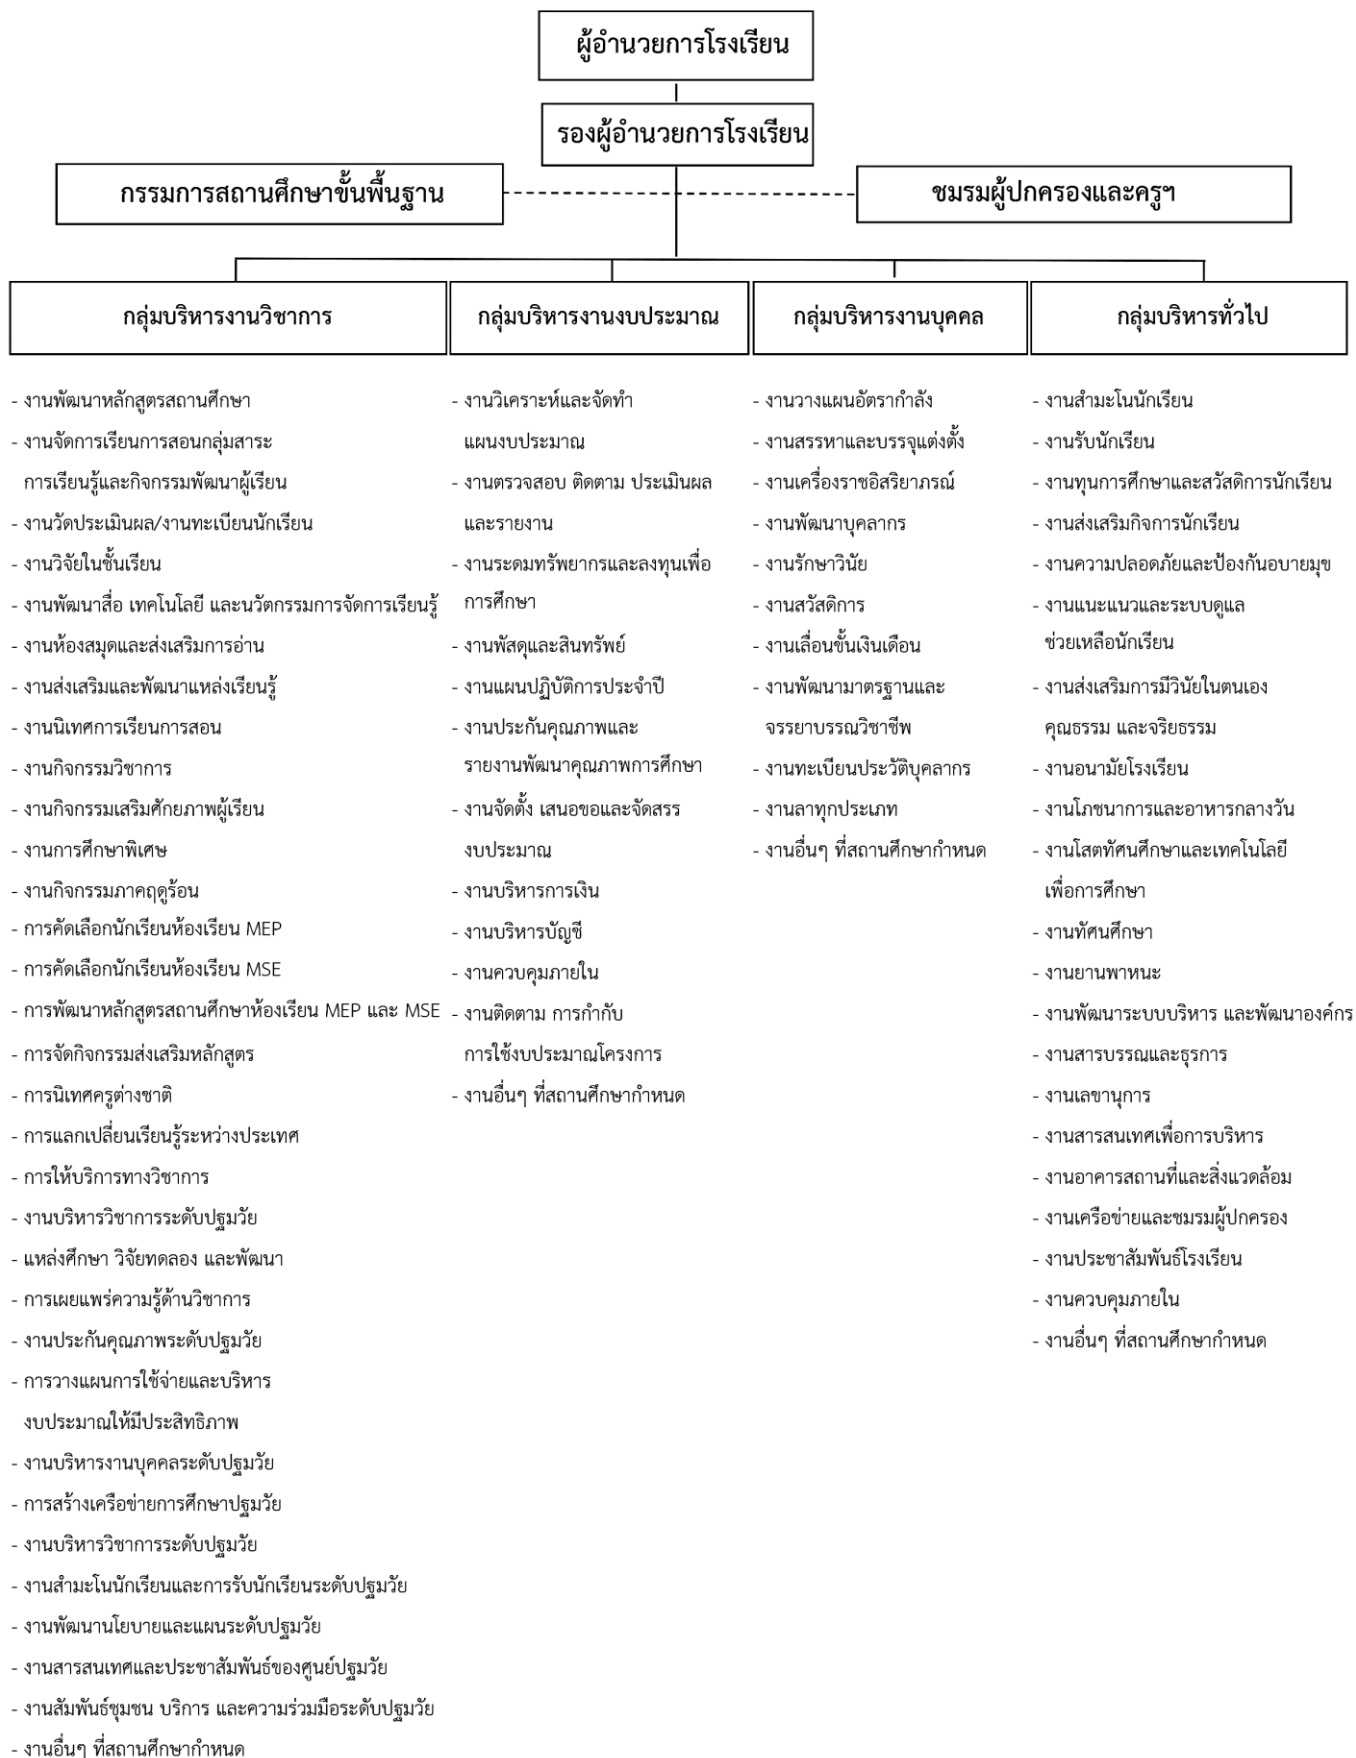 ผู้อำนวยการโรงเรียน
รองผู้อำนวยการโรงเรียน
กรรมการสถานศึกษาขั้นพื้นฐาน
ชมรมผู้ปกครองและครูฯ
กลุ่มบริหารงานวิชาการ
- งานพัฒนาหลักสูตรสถานศึกษา
- งานจัดการเรียนการสอนกลุ่มสาระ
การเรียนรู้และกิจกรรมพัฒนาผู้เรียน
- งานวัดประเมินผล/งานทะเบียนนักเรียน
- งานวิจัยในชั้นเรียน
- งานพัฒนาสื่อ เทคโนโลยี และนวัตกรรมการจัดการเรียนรู้
- งานห้องสมุดและส่งเสริมการอ่าน
- งานส่งเสริมและพัฒนาแหล่งเรียนรู้
- งานนิเทศการเรียนการสอน
- งานกิจกรรมวิชาการ
- งานกิจกรรมเสริมศักยภาพผู้เรียน
- งานการศึกษาพิเศษ
- งานกิจกรรมภาคฤดูร้อน
- การคัดเลือกนักเรียนห้องเรียน MEP
- การคัดเลือกนักเรียนห้องเรียน MSE
- การพัฒนาหลักสูตรสถานศึกษาห้องเรียน MEP และ MSE
- การจัดกิจกรรมส่งเสริมหลักสูตร
- การนิเทศครูต่างชาติ
- การแลกเปลี่ยนเรียนรู้ระหว่างประเทศ
- การให้บริการทางวิชาการ
- งานบริหารวิชาการระดับปฐมวัย
- แหล่งศึกษา วิจัยทดลอง และพัฒนา
- การเผยแพร่ความรู้ด้านวิชาการ
- งานประกันคุณภาพระดับปฐมวัย
- การวางแผนการใช้จ่ายและบริหาร
งบประมาณให้มีประสิทธิภาพ
- งานบริหารงานบุคคลระดับปฐมวัย
- การสร้างเครือข่ายการศึกษาปฐมวัย
- งานบริหารวิชาการระดับปฐมวัย
- งานสำมะโนนักเรียนและการรับนักเรียนระดับปฐมวัย
- งานพัฒนานโยบายและแผนระดับปฐมวัย
- งานสารสนเทศและประชาสัมพันธ์ของศูนย์ปฐมวัย
- งานสัมพันธ์ชุมชน บริการ และความร่วมมือระดับปฐมวัย
- งานอื่นๆ ที่สถานศึกษากำหนด
กลุ่มบริหารงานงบประมาณ
- งานวิเคราะห์และจัดทำ
แผนงบประมาณ
- งานตรวจสอบ ติดตาม ประเมินผล
และรายงาน
- งานระดมทรัพยากรและลงทุนเพื่อ
การศึกษา
- งานพัสดุและสินทรัพย์
- งานแผนปฏิบัติการประจำปี
- งานประกันคุณภาพและ
รายงานพัฒนาคุณภาพการศึกษา
- งานจัดตั้ง เสนอขอและจัดสรร
งบประมาณ
- งานบริหารการเงิน
- งานบริหารบัญชี
- งานควบคุมภายใน
- งานติดตาม การกำกับ
การใช้งบประมาณโครงการ
- งานอื่นๆ ที่สถานศึกษากำหนด
กลุ่มบริหารงานบุคคล
- งานวางแผนอัตรากำลัง
- งานสรรหาและบรรจุแต่งตั้ง
- งานเครื่องราชอิสริยาภรณ์
- งานพัฒนาบุคลากร
- งานรักษาวินัย
- งานสวัสดิการ
- งานเลื่อนขั้นเงินเดือน
- งานพัฒนามาตรฐานและ
จรรยาบรรณวิชาชีพ
- งานทะเบียนประวัติบุคลากร
- งานลาทุกประเภท
- งานอื่นๆ ที่สถานศึกษากำหนด
กลุ่มบริหารทั่วไป
- งานสำมะโนนักเรียน
- งานรับนักเรียน
- งานทุนการศึกษาและสวัสดิการนักเรียน
- งานส่งเสริมกิจการนักเรียน
- งานความปลอดภัยและป้องกันอบายมุข
- งานแนะแนวและระบบดูแล
ช่วยเหลือนักเรียน
- งานส่งเสริมการมีวินัยในตนเอง
คุณธรรม และจริยธรรม
- งานอนามัยโรงเรียน
- งานโภชนาการและอาหารกลางวัน
- งานโสตทัศนศึกษาและเทคโนโลยี
เพื่อการศึกษา
- งานทัศนศึกษา
- งานยานพาหนะ
- งานพัฒนาระบบบริหาร และพัฒนาองค์กร
- งานสารบรรณและธุรการ
- งานเลขานุการ
- งานสารสนเทศเพื่อการบริหาร
- งานอาคารสถานที่และสิ่งแวดล้อม
- งานเครือข่ายและชมรมผู้ปกครอง
- งานประชาสัมพันธ์โรงเรียน
- งานควบคุมภายใน
- งานอื่นๆ ที่สถานศึกษากำหนด